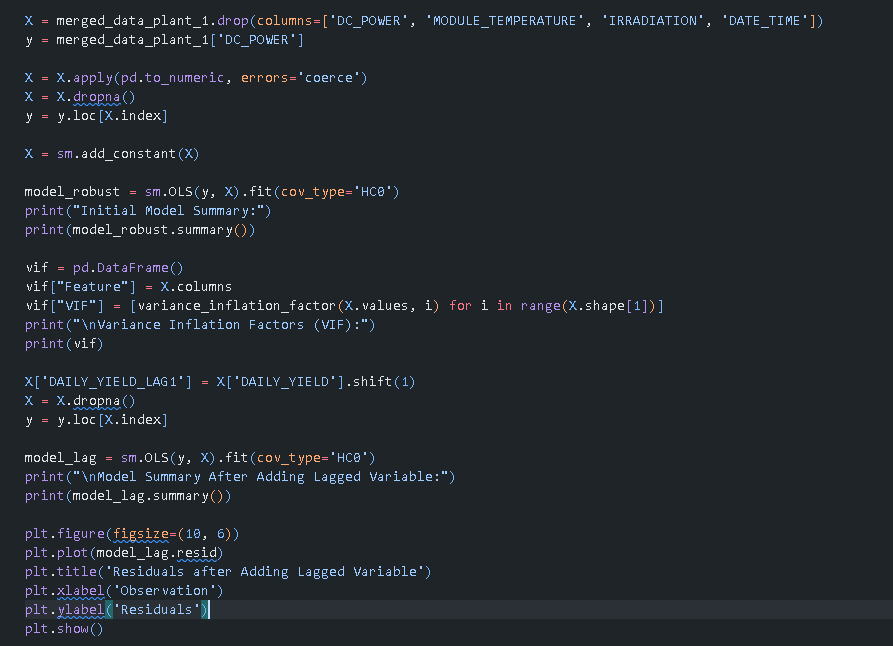 X = merged_data_plant_1.drop(columns=['DC_POWER', 'MODULE_TEMPERATURE', 'IRRADIATION', 'DATE_TIME'])
y = merged_data_plant_1['DC_POWER']
X = X.apply(pd.to_numeric, errors='coerce')
X = X.dropna()
y = y.loc[X.index]
X = sm.add_constant(X)
model_robust = sm.OLS(y, X).fit(cov_type='HC0')
print("Initial Model Summary:")
print(model_robust.summary())
vif = pd.DataFrame()
vif["Feature"] = X.columns
vif["VIF"] = [variance_inflation_factor(X.values, i) for i in range(X.shape[1])]
print("\nVariance Inflation Factors (VIF):")
print(vif)
X['DAILY_YIELD_LAG1'] = X['DAILY_YIELD'].shift(1)
X = X.dropna()
y = y.loc[X.index]
model_lag = sm.OLS(y, X).fit(cov_type='HC0')
print("\nModel Summary After Adding Lagged Variable:")
print(model_lag.summary())
plt.figure(figsize=(10, 6))
plt.plot(model_lag.resid)
plt.title('Residuals after Adding Lagged Variable')
plt.xlabel('Observation')
plt.ylabel('Residuals')
plt.show()